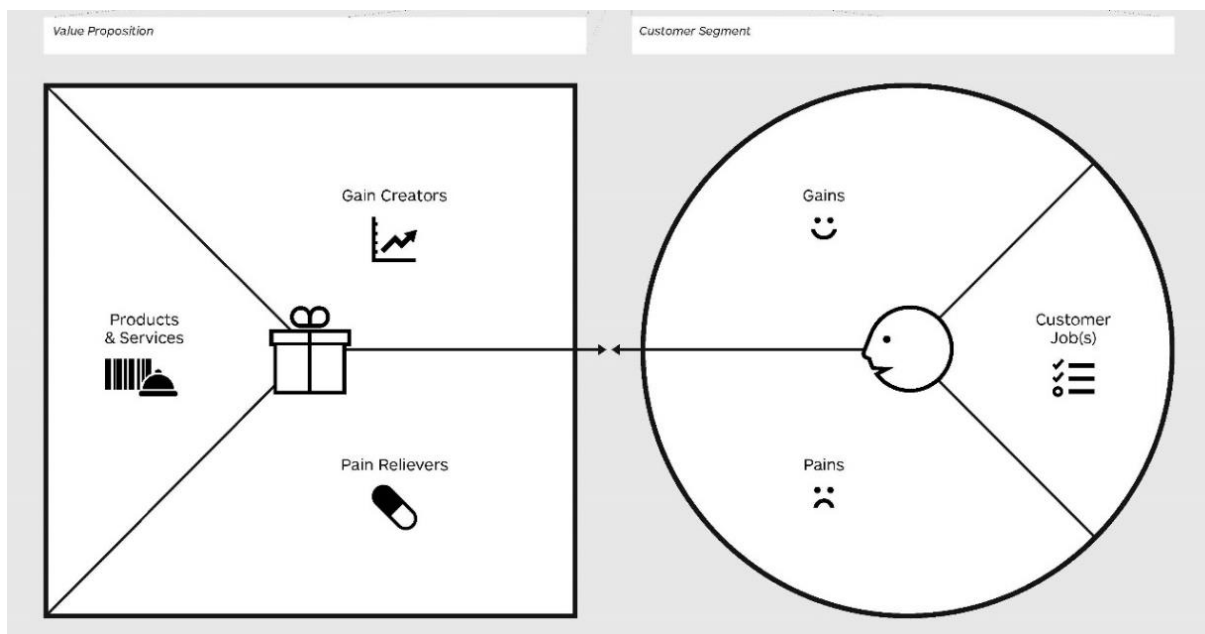 Value Proposition
Customer Segment
Gain Creators
Gains
Products
& Services
Customer
Job(s)
Pain Relievers
Pains